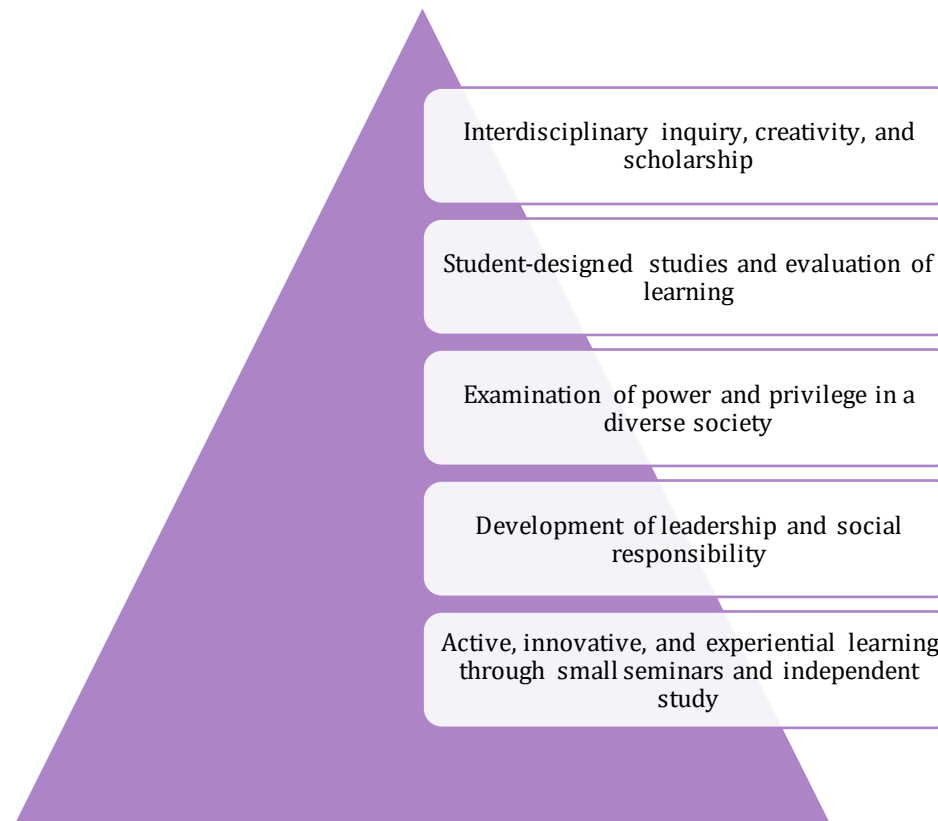 Interdisciplinary inquiry, creativity, and
scholarship
Student-designed studies and evaluation of
learning
Examination of power and privilege in a
diverse society
Development of leadership and social
responsibility
Active, innovative, and experiential learning
through small seminars and independent
study